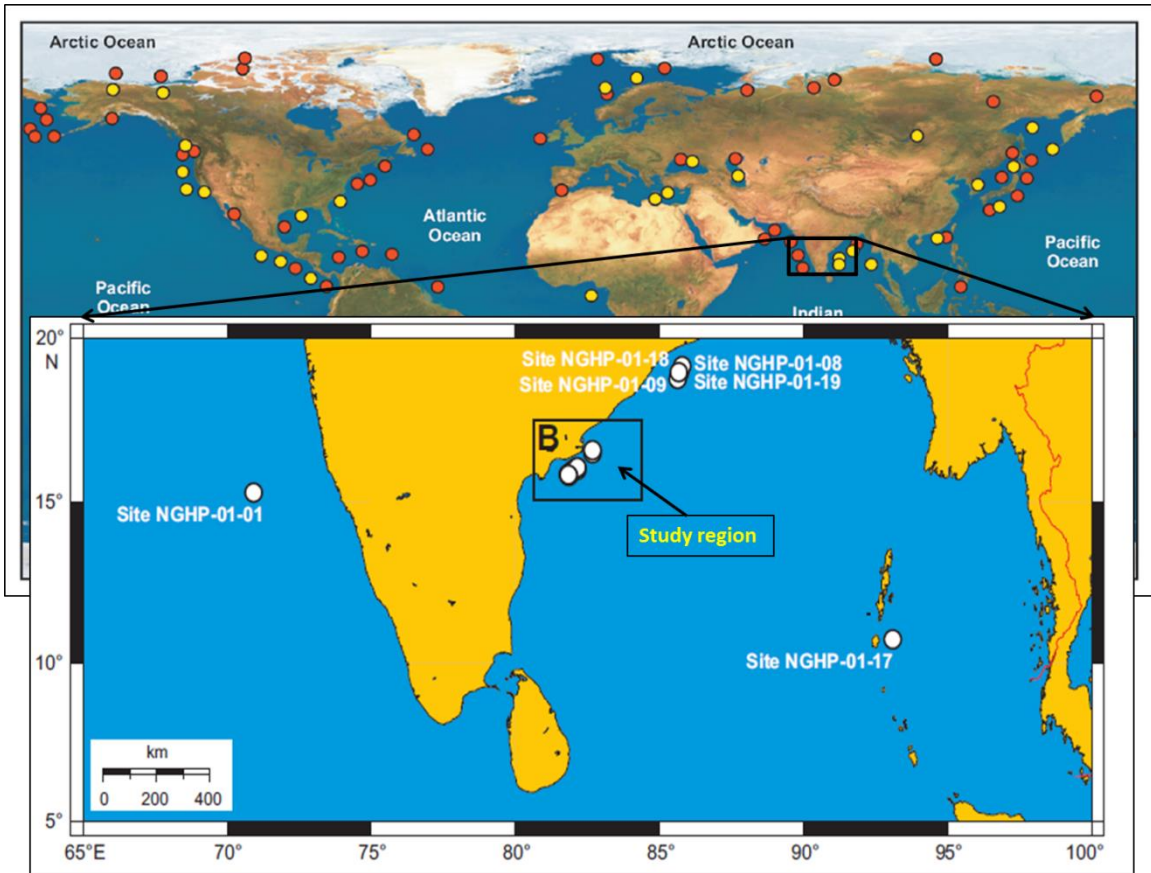 Arctic Ocean
Arctic Ocean
Atlantic
Ocean
Pacific
Ocean
Pacific
Ocean
Indian
20°
N
Site NGHP-01-18
Site NGHP-01-08
Site NGHP-01-09
Site NGHP-01-19
B
15°
Site NGHP-01-01
Study region
10°
Site NGHP-01-17
km
0 200 400
5°
65°E 70° 75° 80° 85° 90° 95° 100°